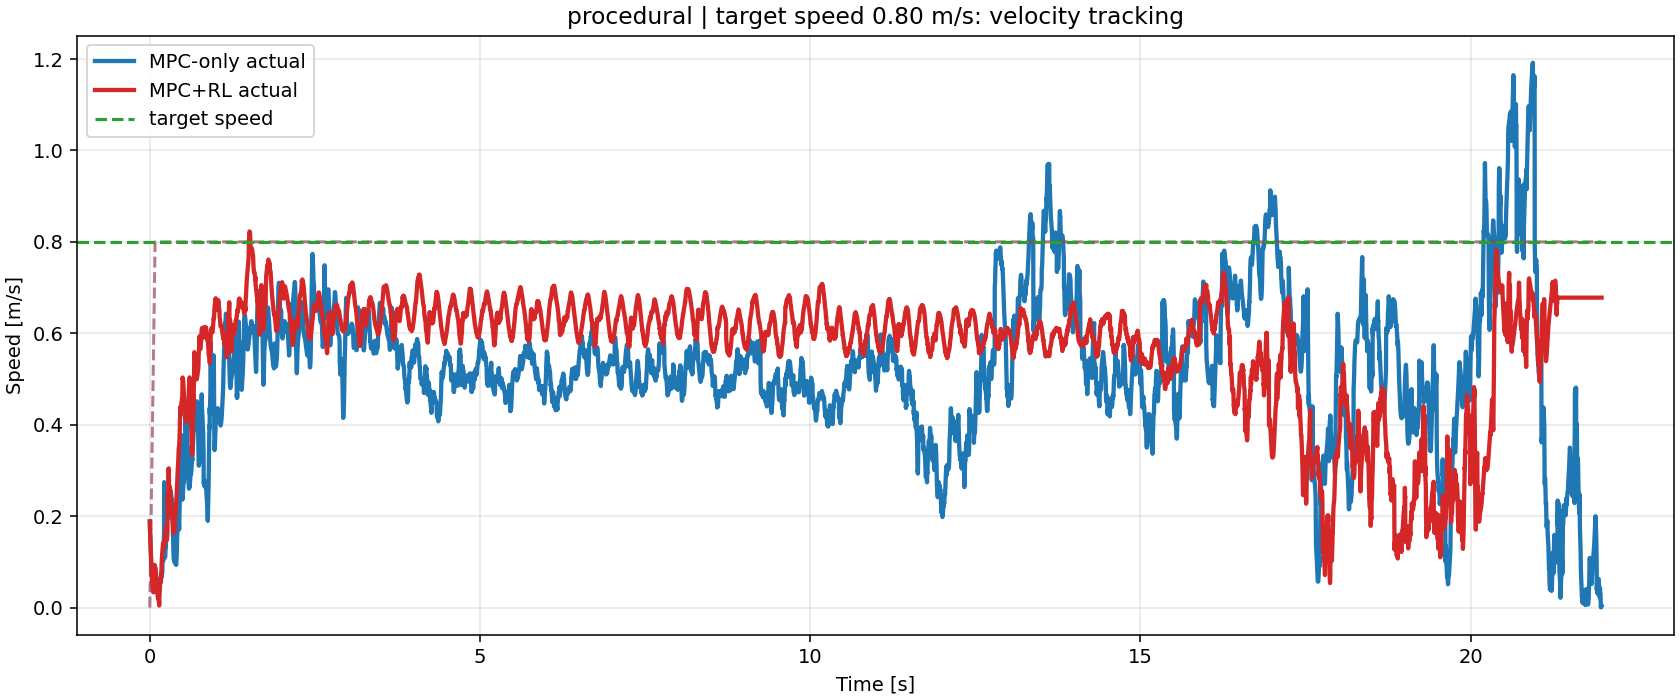 procedural | target speed 0.80 m/s: velocity tracking
MPC-only actual
MPC+RL actual
target speed
Speed [m/s]
1.2
1.0
0.8
0.6
0.4
0.2
0.0
0 5 10 15 20
Time [s]